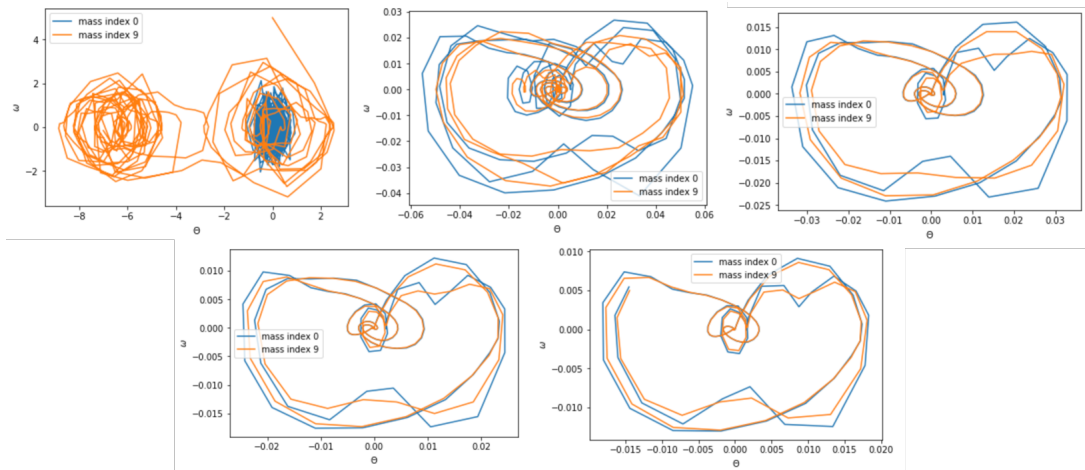 mass index 0
mass index 9
4
2
0
−2
ω
−8 −6 −4 −2 0 2
Θ
0.03
0.02
0.01
0.00
−0.01
−0.02
−0.03
−0.04
ω
mass index 0
mass index 9
−0.06 −0.04 −0.02 0.00 0.02 0.04 0.06
Θ
0.015
0.010
0.005
0.000
−0.005
−0.010
−0.015
−0.020
−0.025
ω
mass index 0
mass index 9
−0.03 −0.02 −0.01 0.00 0.01 0.02 0.03
Θ
0.010
0.005
0.000
−0.005
−0.010
−0.015
ω
mass index 0
mass index 9
−0.02 −0.01 0.00 0.01 0.02
Θ
0.010
0.005
0.000
−0.005
−0.010
ω
mass index 0
mass index 9
−0.015 −0.010 −0.005 0.000 0.005 0.010 0.015 0.020
Θ